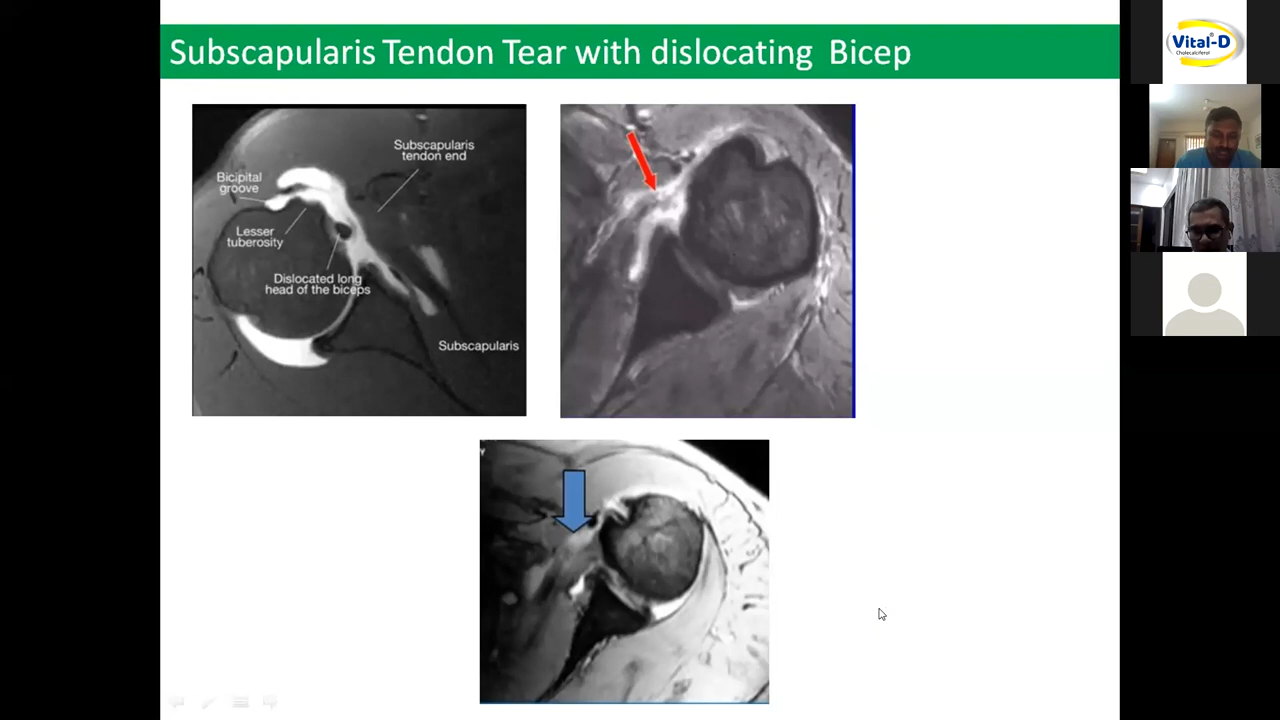 Subscapularis Tendon Tear with dislocating Bicep
Subscapularis
tendon end
Bicipital
groove
Lesser
tuberosity
Dislocated long
head of the biceps
Subscapularis
Vital-D
Cholecalciferol